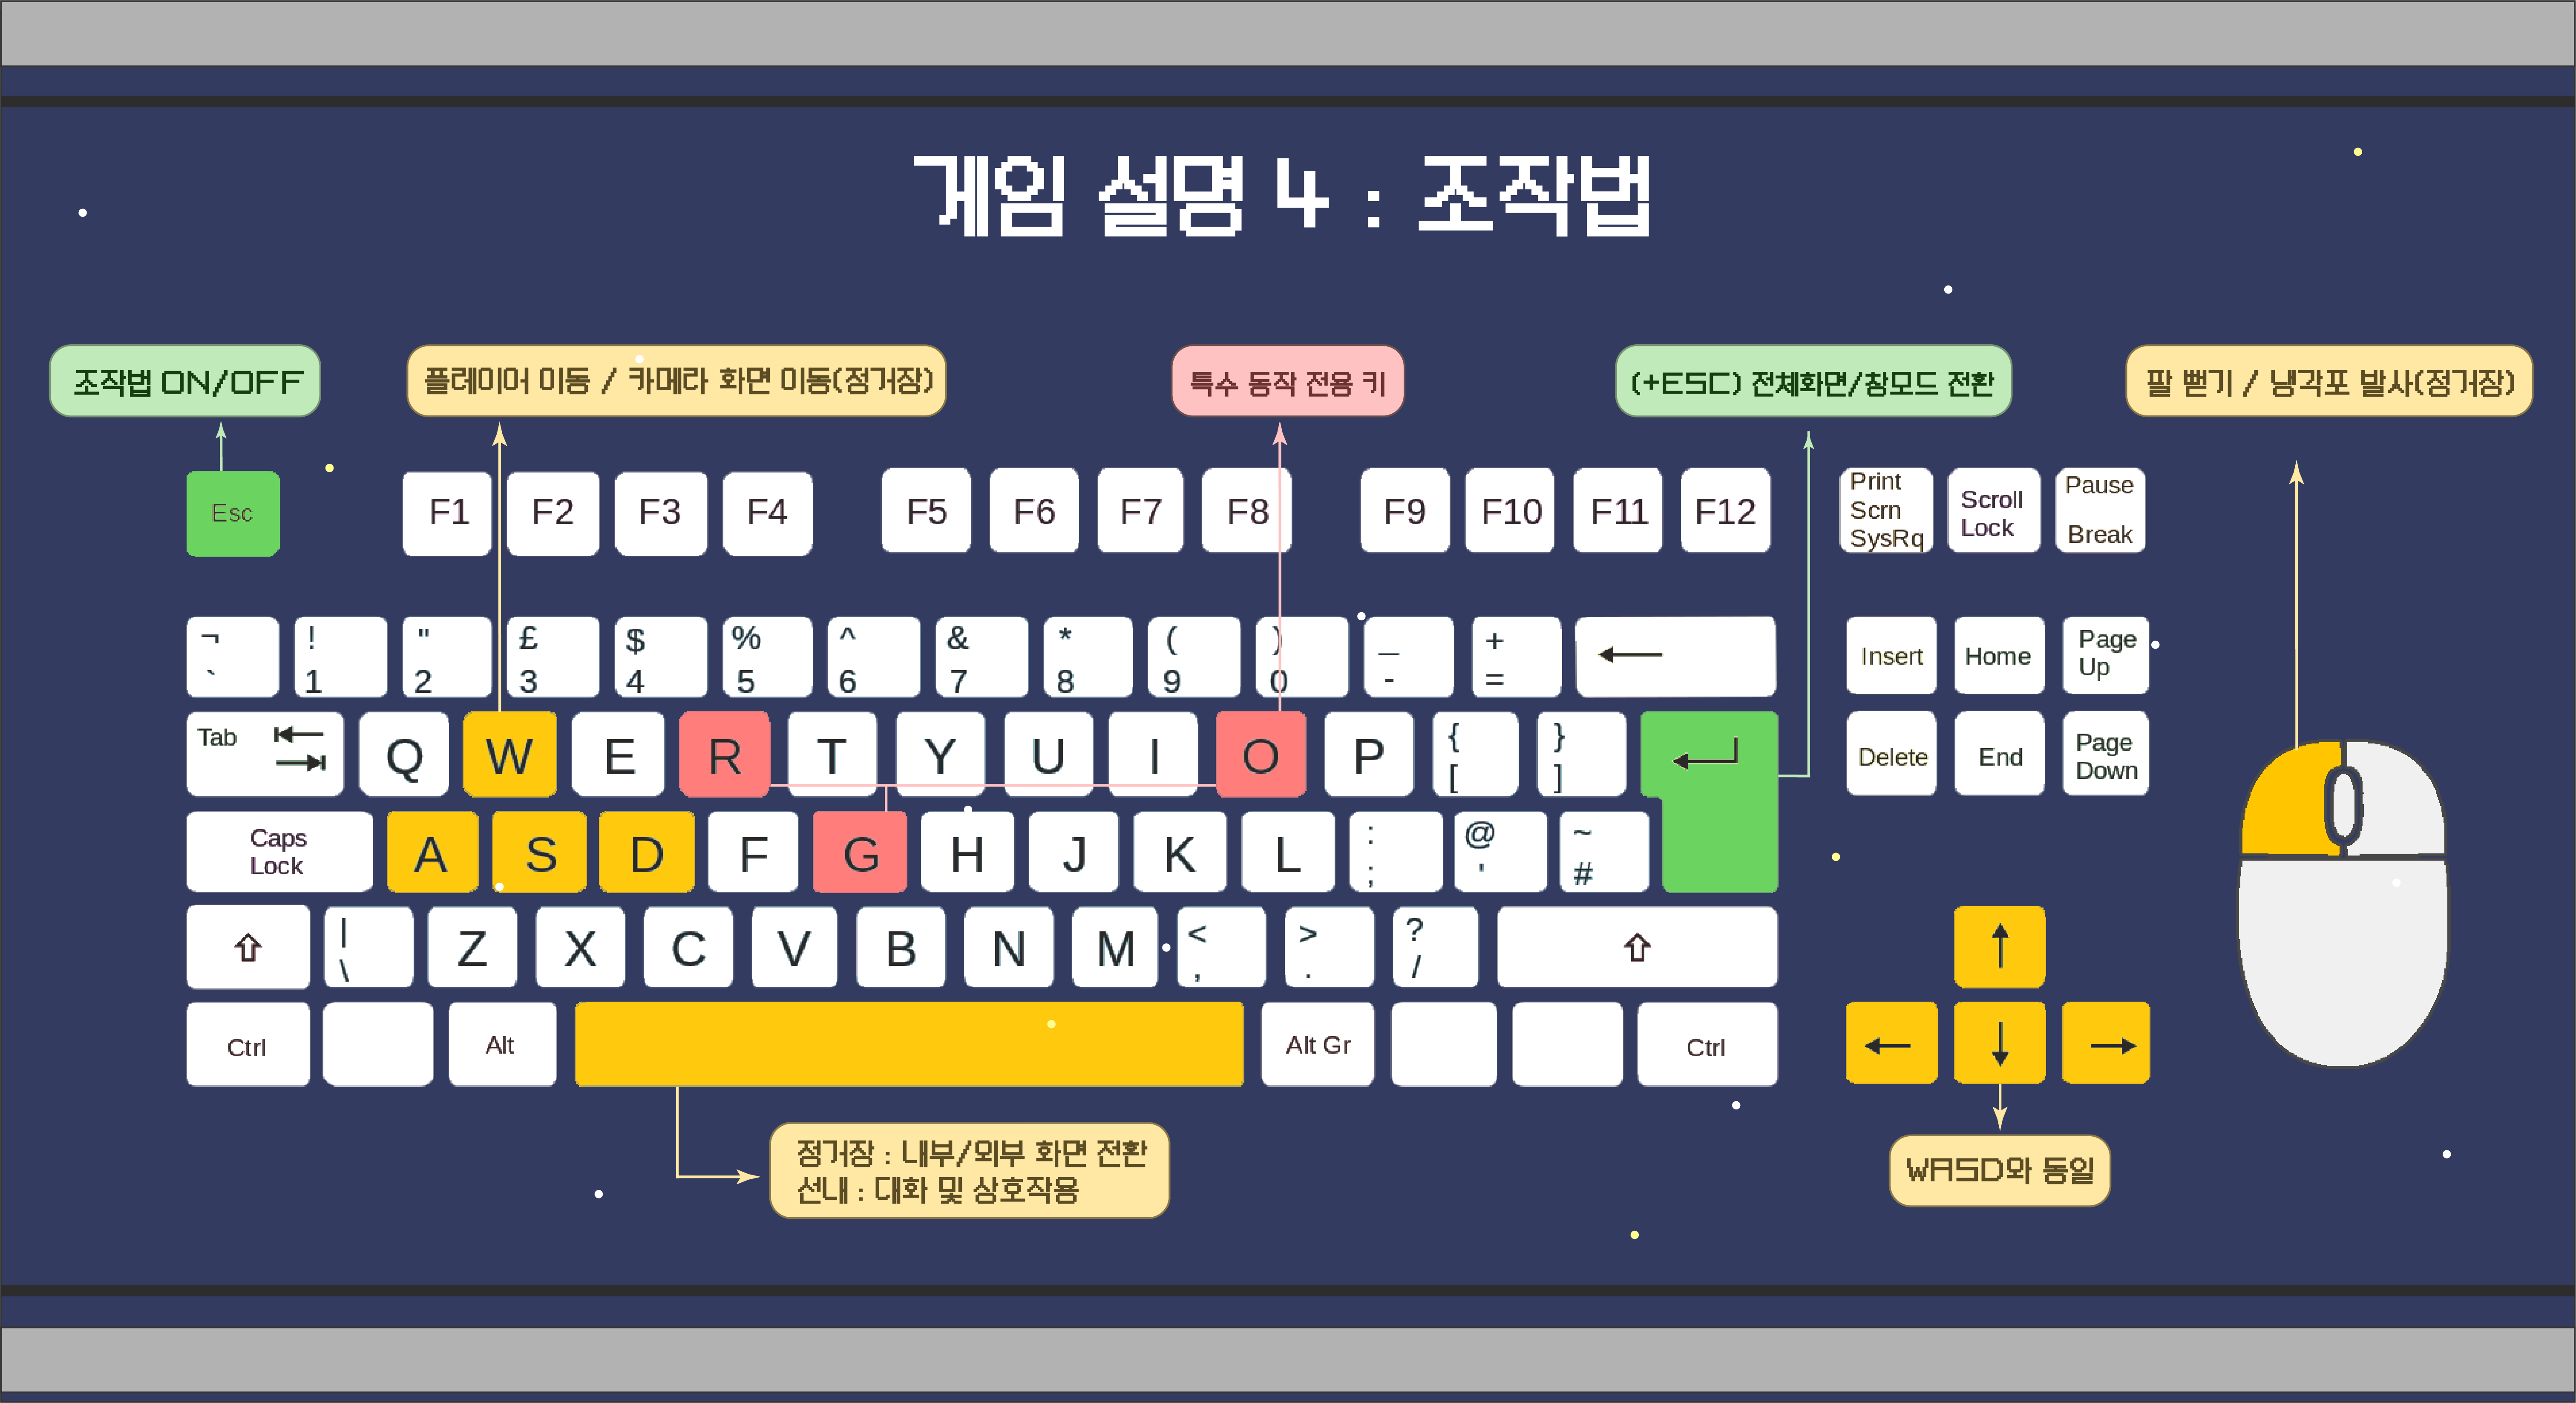 게임 설명 4 : 조작법
조작법 ON/OFF
플레이어 이동 / 카메라 화면 이동(정거장)
특수 동작 전용 키
(+ESC) 전체화면/창모드 전환
팔 뻗기 / 냉각포 발사(정거장)
Esc
F1
F2
F3
F4
F5
F6
F7
F8
F9
F10
F11
F12
Print
Scrn
SysRq
Scroll
Lock
Pause
Break
¬
`
!
1
"
2
£
3
$
4
%
5
^
6
&
7
*
8
(
9
)
0
_
-
+
=
←
Insert
Home
Page
Up
Tab
Q
W
E
R
T
Y
U
I
O
P
{
[
}
]
Delete
End
Page
Down
Caps
Lock
A
S
D
F
G
H
J
K
L
:
;
@
'
~
#
⇧
|
\
Z
X
C
V
B
N
M
<
,
>
.
?
/
⇧
↑
Ctrl
Alt
Alt Gr
Ctrl
←
↓
→
정거장 : 내부/외부 화면 전환
선내 : 대화 및 상호작용
WASD와 동일